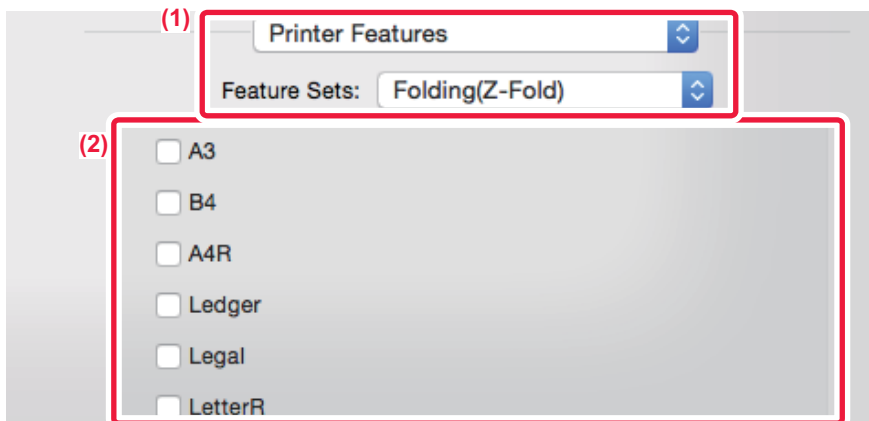 (1)
Printer Features
Feature Sets: Folding(Z-Fold)
(2)
A3
B4
A4R
Ledger
Legal
LetterR